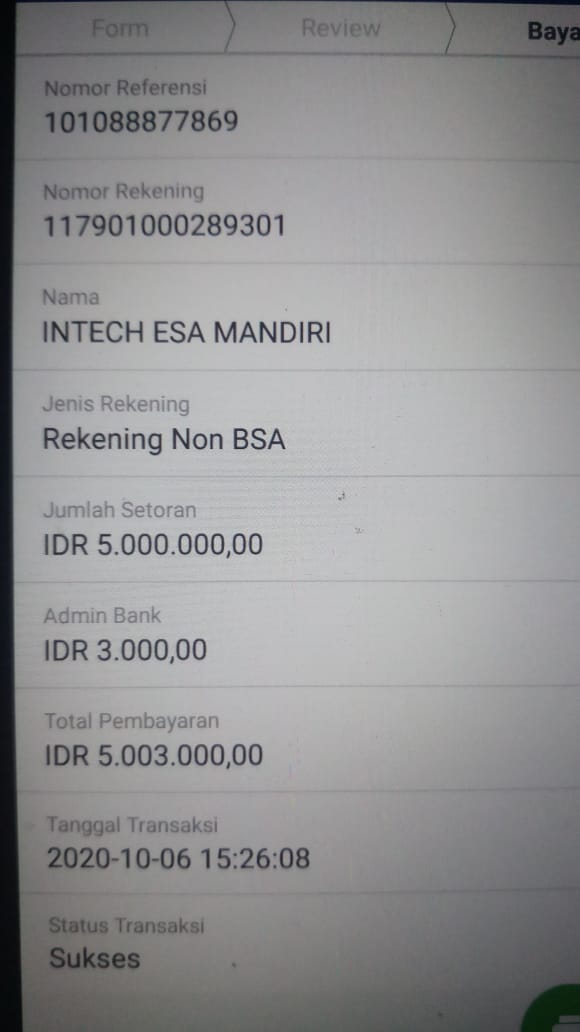 Form
Review
Baya
Nomor Referensi
101088877869
Nomor Rekening
117901000289301
Nama
INTECH ESA MANDIRI
Jenis Rekening
Rekening Non BSA
Jumlah Setoran
IDR 5.000.000,00
Admin Bank
IDR 3.000,00
Total Pembayaran
IDR 5.003.000,00
Tanggal Transaksi
2020-10-06 15:26:08
Status Transaksi
Sukses